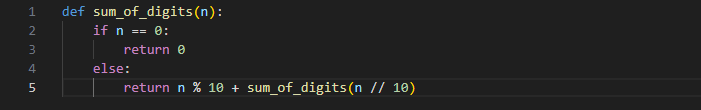 1 def sum_of_digits(n):
2     if n == 0:
3         return 0
4     else:
5         return n % 10 + sum_of_digits(n // 10)